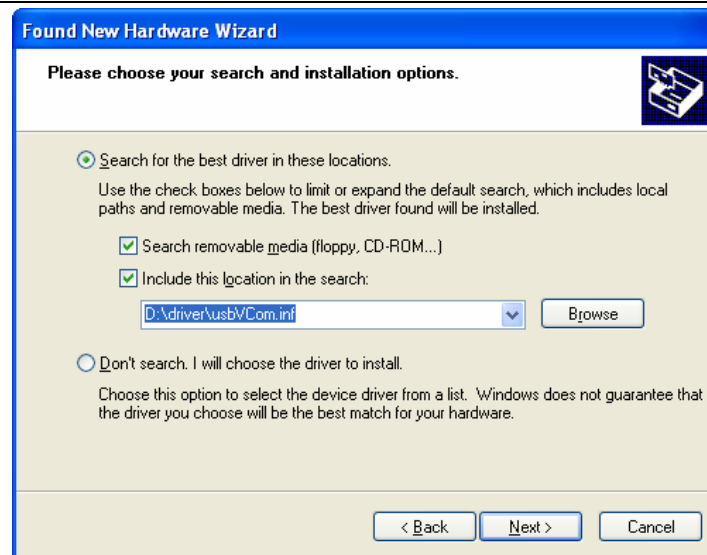 Found New Hardware Wizard
Please choose your search and installation options.
Search for the best driver in these locations.
Use the check boxes below to limit or expand the default search, which includes local
paths and removable media. The best driver found will be installed.
Search removable media (floppy, CD-ROM...)
Include this location in the search:
D:\driver\usbVCom.inf
Browse
Don't search. I will choose the driver to install.
Choose this option to select the device driver from a list. Windows does not guarantee that
the driver you choose will be the best match for your hardware.
< Back Next > Cancel